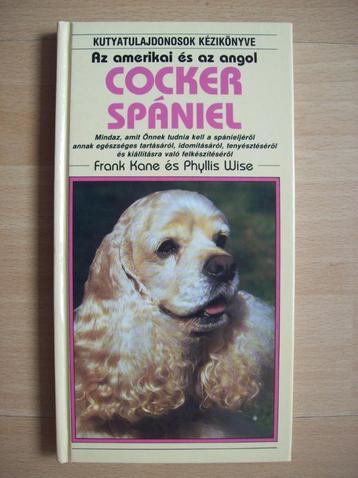 KUTYATULAJDONOSOK KÉZIKÖNYVE
Az amerikai és az angol
COCKER
SPÁNIEL
Mindaz, amit Önnek tudnia kell a spánieljéről
annak egészséges tartásáról, idomításáról, tenyésztéséről
és kiállításra való felkészítéséről
Frank Kane és Phyllis Wise